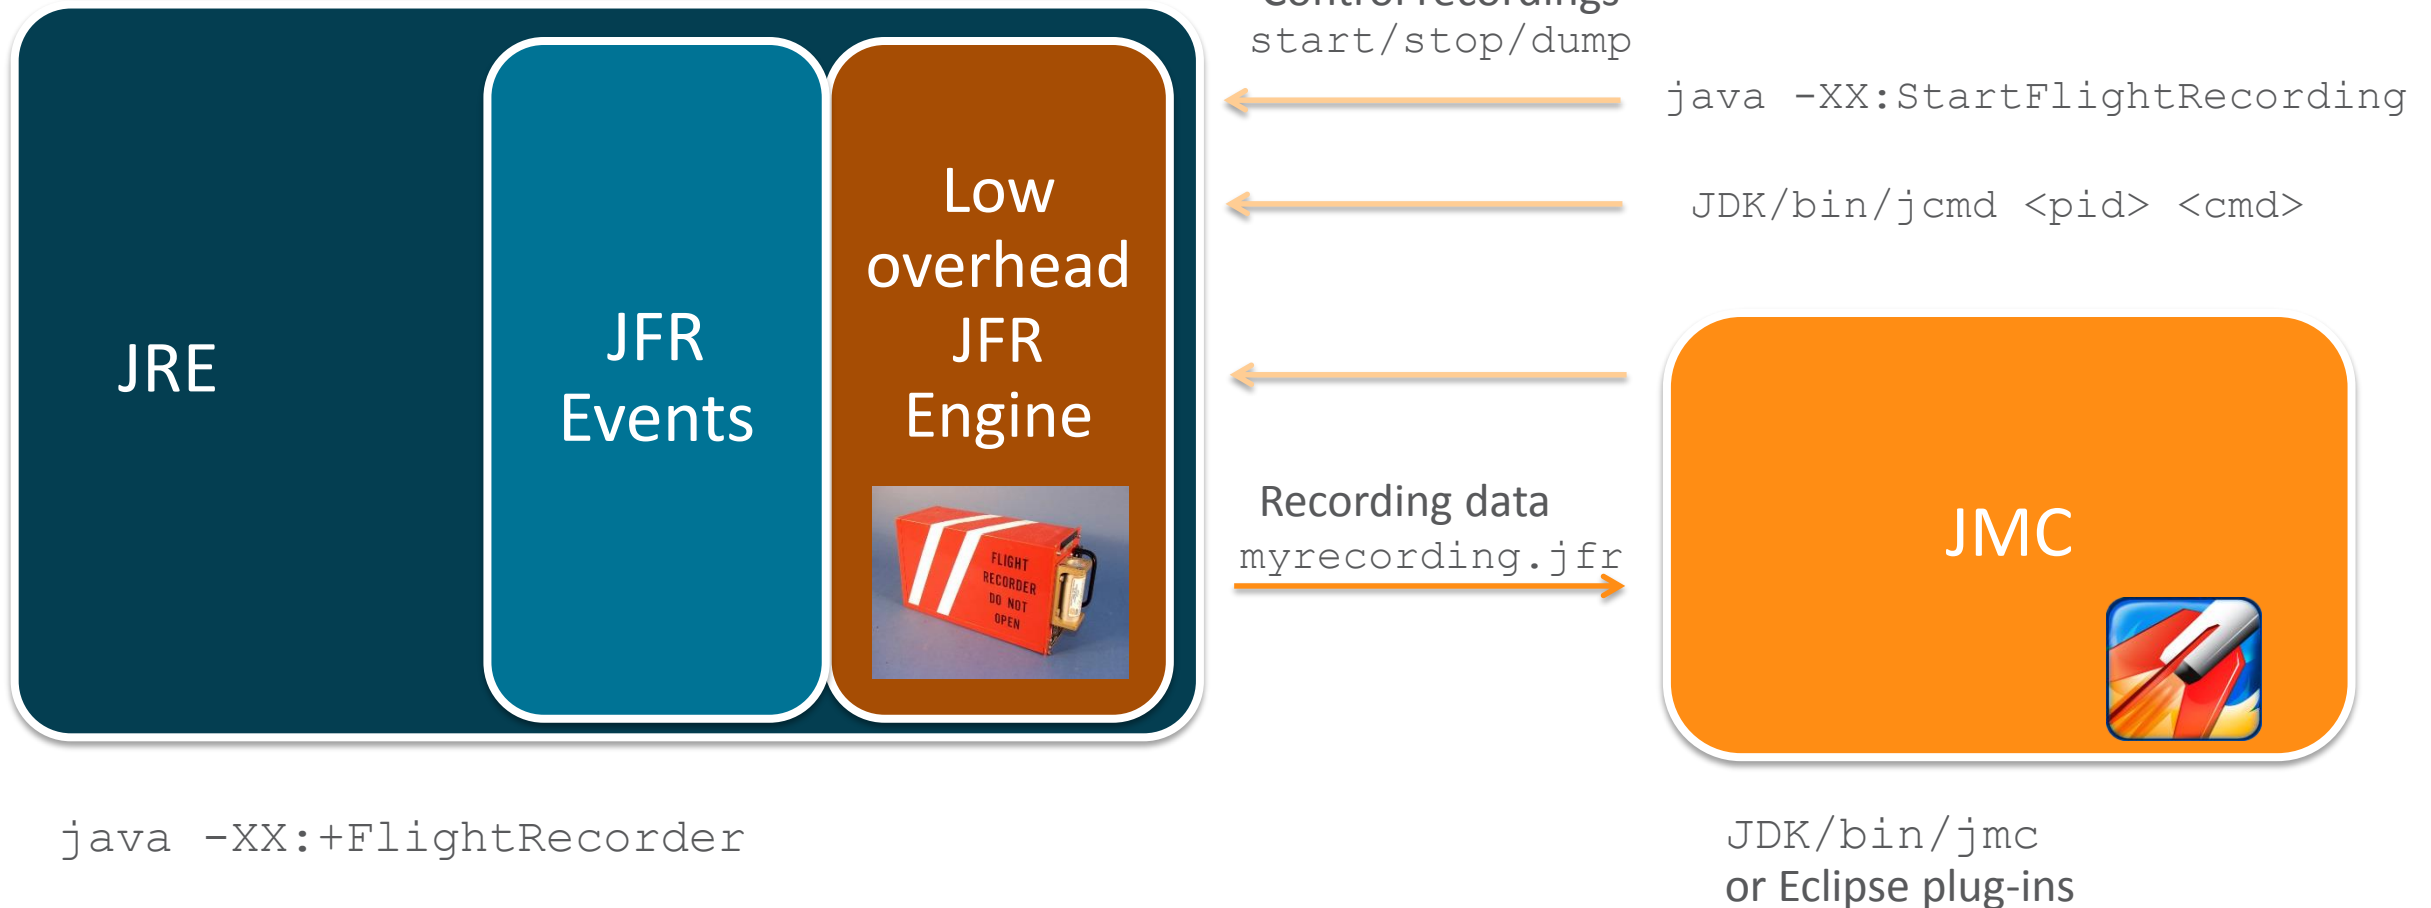 Control recordings
start/stop/dump
java -XX:StartFlightRecording
JDK/bin/jcmd <pid> <cmd>
JRE
JFR
Events
Low
overhead
JFR
Engine
FLIGHT
RECORDER
DO NOT
OPEN
Recording data
myrecording.jfr
JMC
java -XX:+FlightRecorder
JDK/bin/jmc
or Eclipse plug-ins